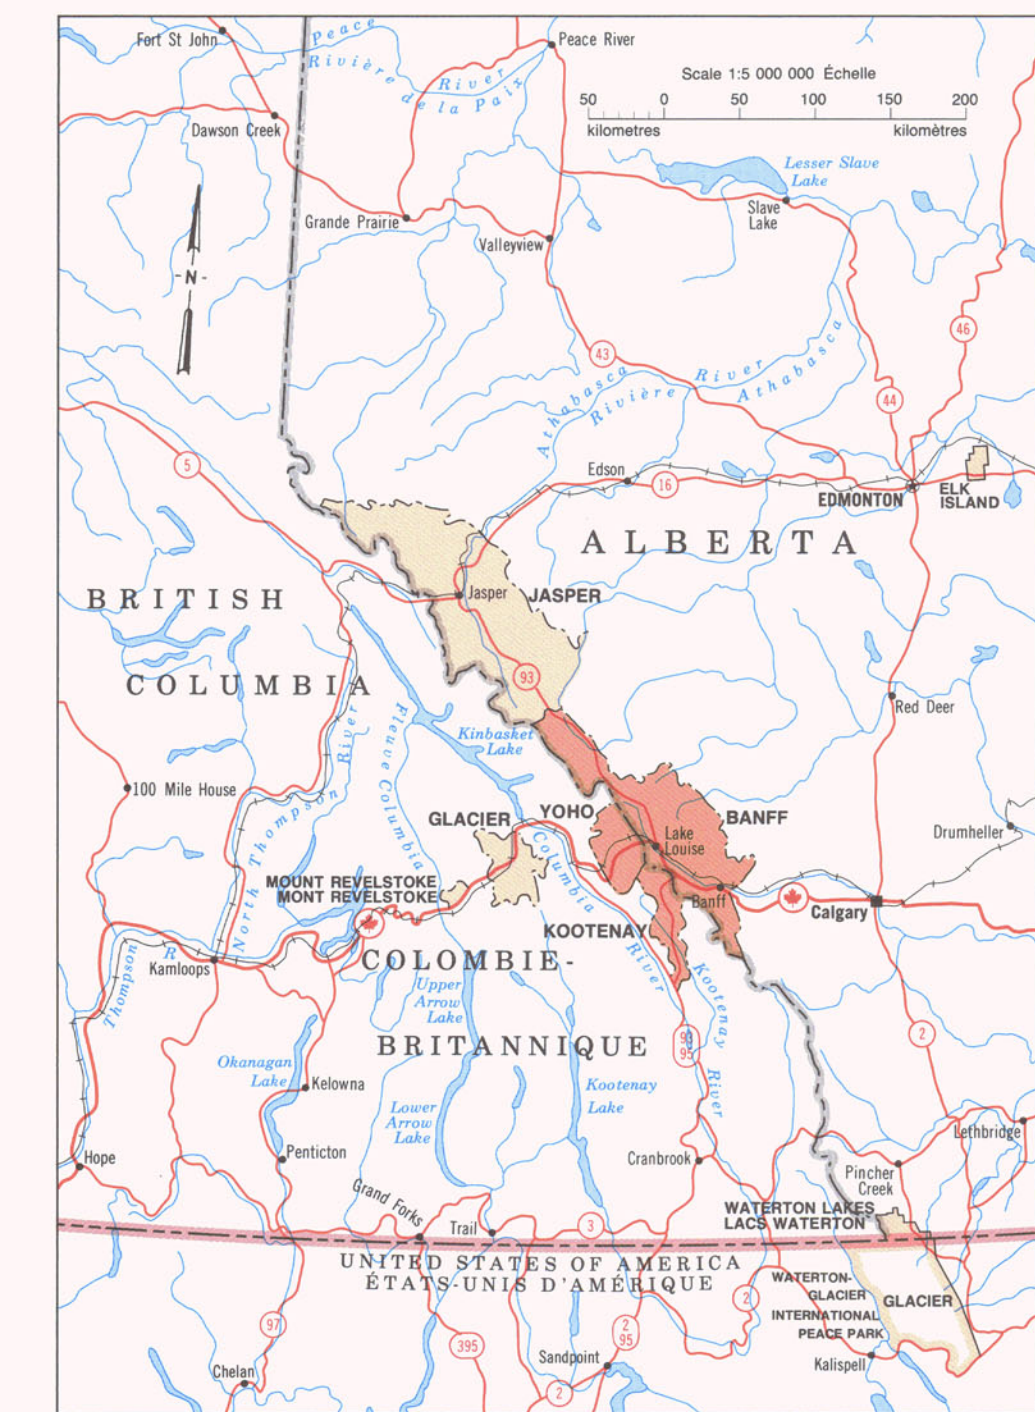 Fort St John
Peace
Rivière de la Paix
River
Peace River
Scale 1:5 000 000 Échelle
50 0 50 100 150 200
kilometres kilomètres
Dawson Creek
Lesser Slave
Lake
Slave
Lake
Grande Prairie
Valleyview
- N -
46
43
44
Athabasca River
Rivière Athabasca
5
Edson
16
EDMONTON
ELK
ISLAND
ALBERTA
BRITISH
COLUMBIA
Jasper
JASPER
93
Red Deer
Kinbasket
Lake
Fleuve Columbia
North Thompson River
100 Mile House
GLACIER
YOHO
BANFF
Lake
Louise
Drumheller
Columbia River
MOUNT REVELSTOKE
MONT REVELSTOKE
Banff
Calgary
KOOTENAY
Kamloops
Thompson R
COLOMBIE-
BRITANNIQUE
Upper
Arrow
Lake
Kootenay River
93
95
2
Okanagan
Lake
Kelowna
Kootenay
Lake
Lower
Arrow
Lake
Lethbridge
Hope
Penticton
Cranbrook
Pincher
Creek
Grand Forks
Trail
3
WATERTON LAKES
LACS WATERTON
UNITED STATES OF AMERICA
ÉTATS-UNIS D'AMÉRIQUE
WATERTON-
GLACIER
INTERNATIONAL
PEACE PARK
GLACIER
2
97
395
2
95
Sandpoint
Kalispell
Chelan
2